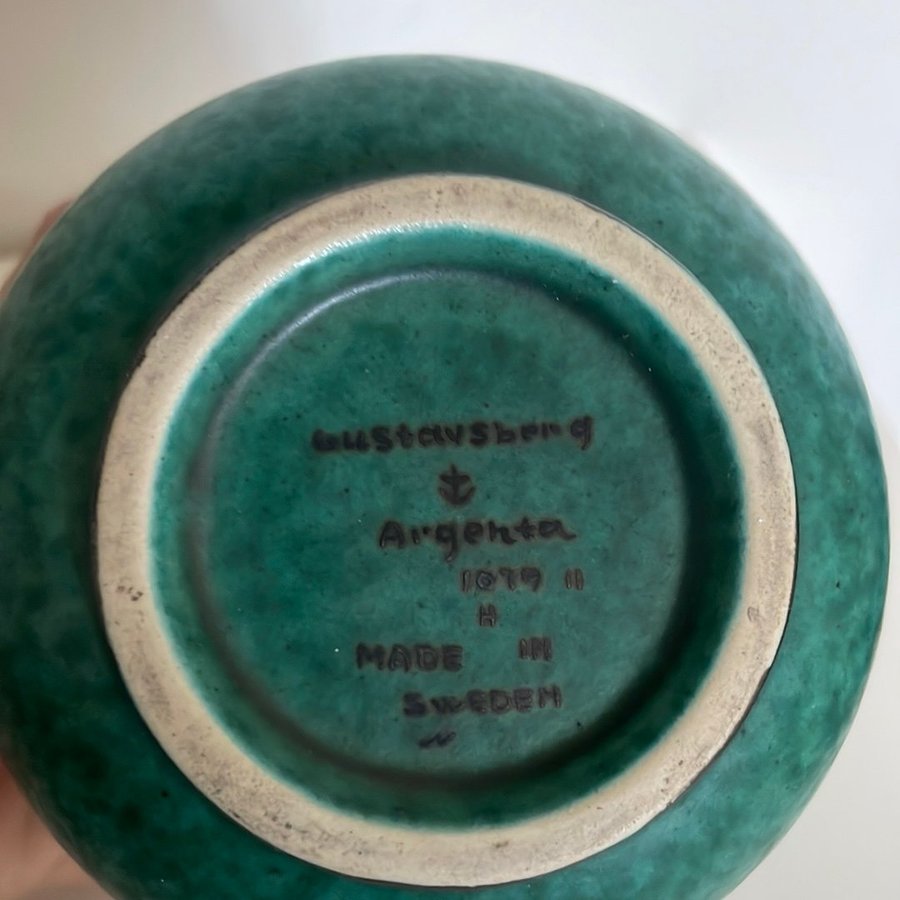 Gustavsberg
Argenta
1079 II
H
MADE IN
SWEDEN